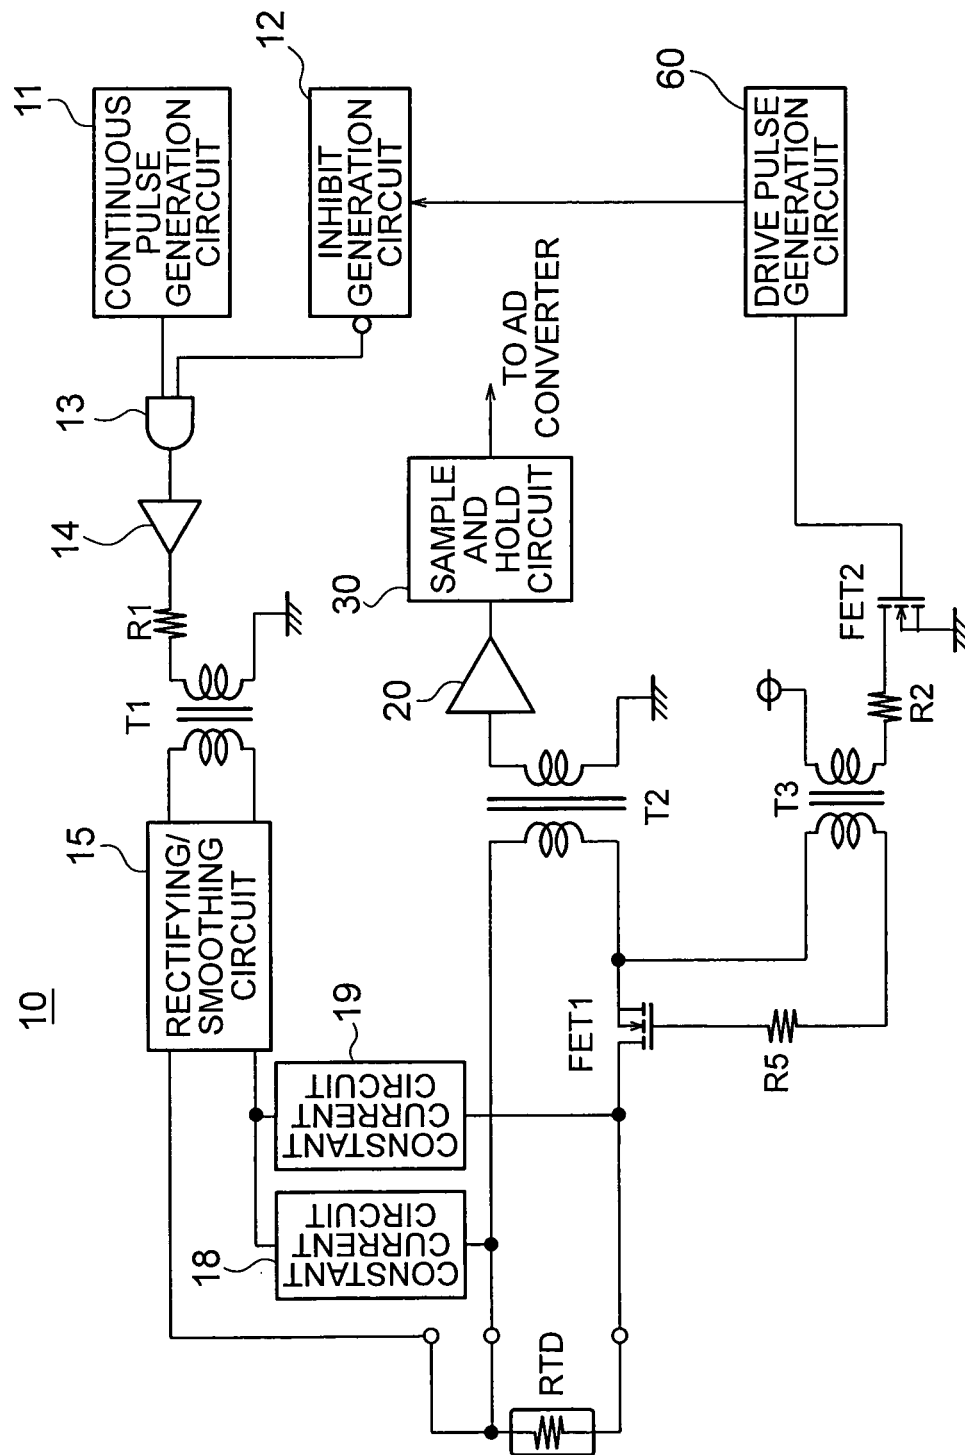 10
11
CONTINUOUS
PULSE
GENERATION
CIRCUIT
12
INHIBIT
GENERATION
CIRCUIT
13
14
R1
T1
15
RECTIFYING/
SMOOTHING
CIRCUIT
18
CONSTANT
CURRENT
CIRCUIT
19
CONSTANT
CURRENT
CIRCUIT
20
30
SAMPLE
AND
HOLD
CIRCUIT
TO AD
CONVERTER
T2
60
DRIVE PULSE
GENERATION
CIRCUIT
FET2
R2
T3
FET1
R5
RTD